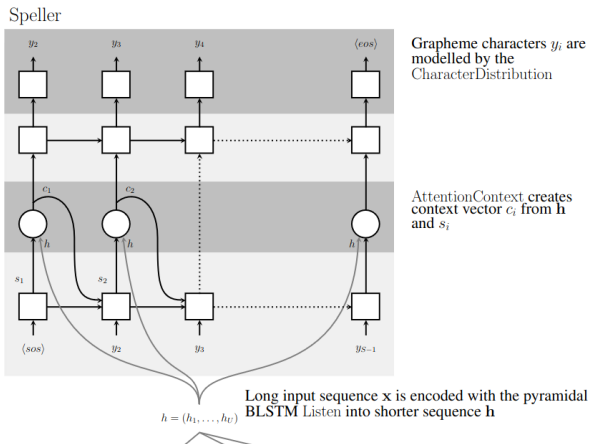 Speller
y₂ y₃ y₄ ⟨eos⟩
Grapheme characters yᵢ are
modelled by the
CharacterDistribution
c₁ c₂
AttentionContext creates
context vector cᵢ from h
and sᵢ
h h h
s₁ s₂
⟨sos⟩ y₂ y₃ y_{S−1}
Long input sequence x is encoded with the pyramidal
BLSTM Listen into shorter sequence h
h = (h₁, . . . , h_U)